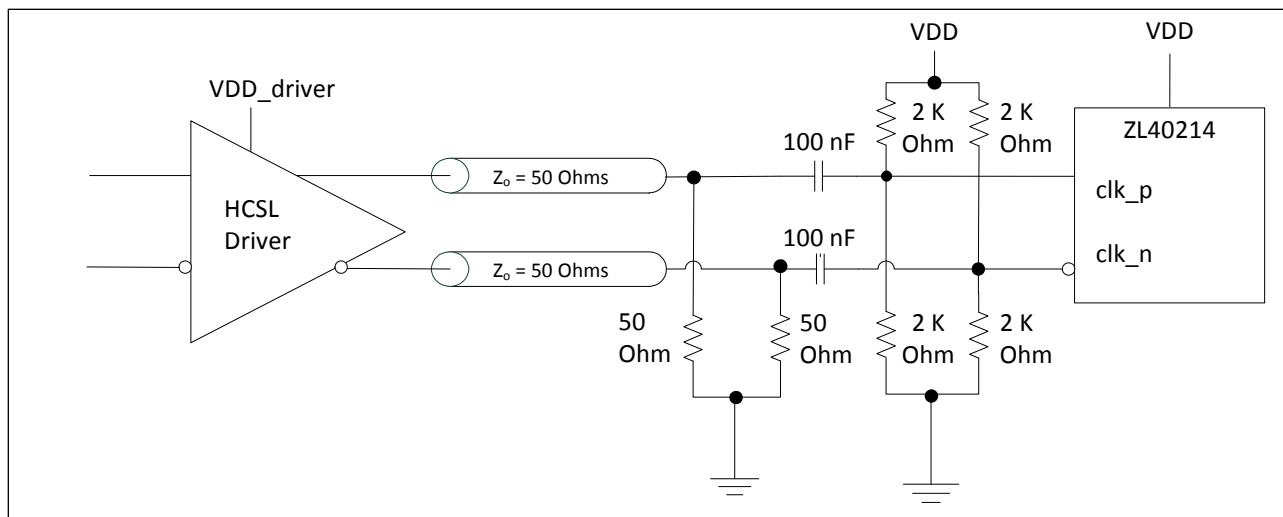 VDD
VDD
VDD_driver
2 K
Ohm
2 K
Ohm
ZL40214
100 nF
Zₒ = 50 Ohms
clk_p
HCSL
Driver
100 nF
clk_n
Zₒ = 50 Ohms
50
Ohm
50
Ohm
2 K
Ohm
2 K
Ohm